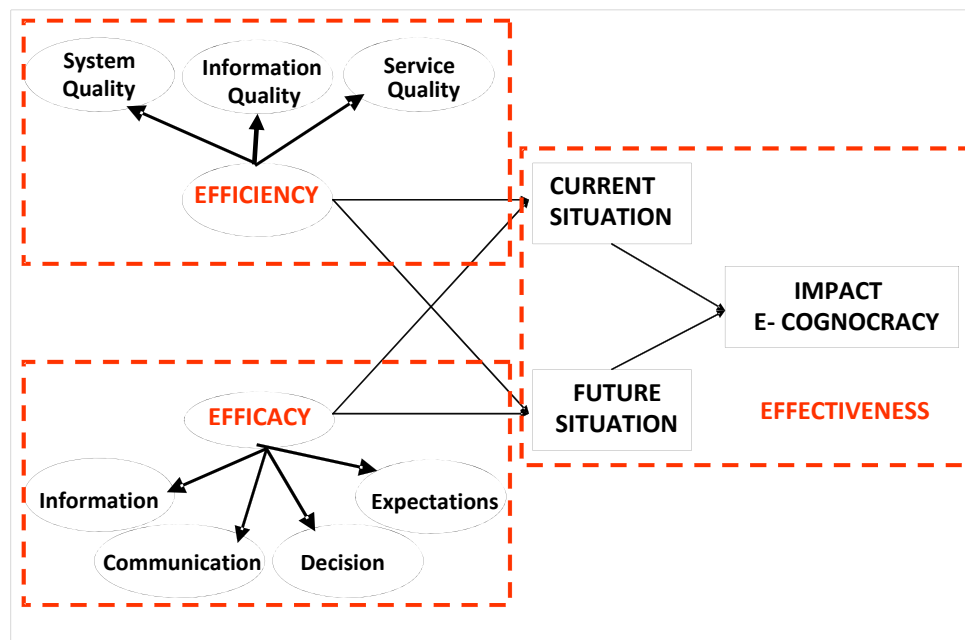 System
Quality
Information
Quality
Service
Quality
EFFICIENCY
CURRENT
SITUATION
IMPACT
E- COGNOCRACY
FUTURE
SITUATION
EFFECTIVENESS
EFFICACY
Information
Expectations
Communication
Decision